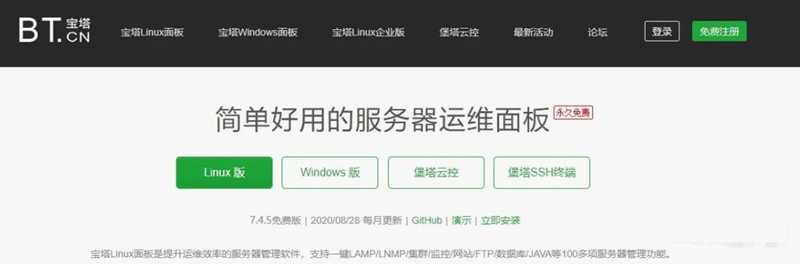 BT.CN 宝塔
宝塔Linux面板 宝塔Windows面板 宝塔Linux企业版 堡塔云控 最新活动 论坛 登录 免费注册
简单好用的服务器运维面板 永久免费
Linux 版 Windows 版 堡塔云控 堡塔SSH终端
7.4.5免费版 | 2020/08/28 每月更新 | GitHub | 演示 | 立即安装
宝塔Linux面板是提升运维效率的服务器管理软件，支持一键LAMP/LNMP/集群/监控/网站/FTP/数据库/JAVA等100多项服务器管理功能。